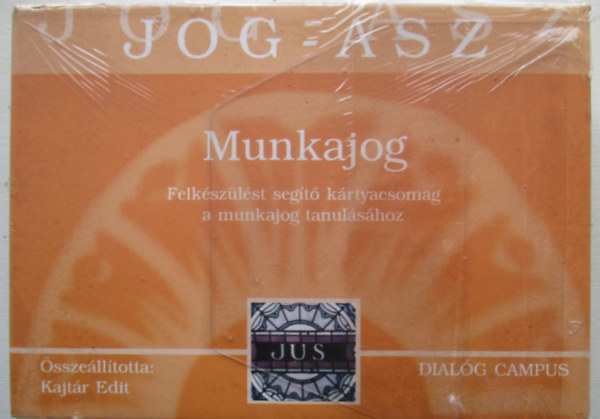 JOG-ÁSZ
Munkajog
Felkészülést segítő kártyacsomag
a munkajog tanulásához
JUS
Összeállította:
Kajtár Edit
DIALÓG CAMPUS